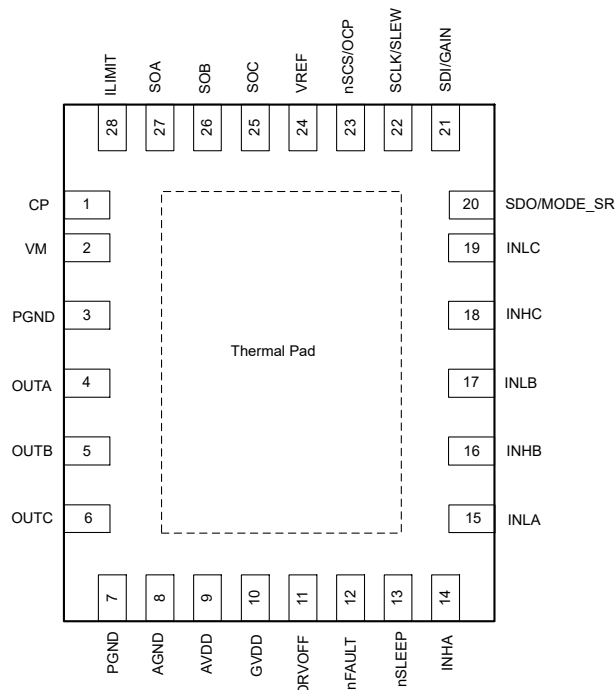 ILIMIT
SOA
SOB
SOC
VREF
nSCS/OCP
SCLK/SLEW
SDI/GAIN
28
27
26
25
24
23
22
21
CP 1
20 SDO/MODE_SR
VM 2
19 INLC
PGND 3
18 INHC
Thermal Pad
OUTA 4
17 INLB
OUTB 5
16 INHB
OUTC 6
15 INLA
7
8
9
10
11
12
13
14
PGND
AGND
AVDD
GVDD
DRVOFF
nFAULT
nSLEEP
INHA